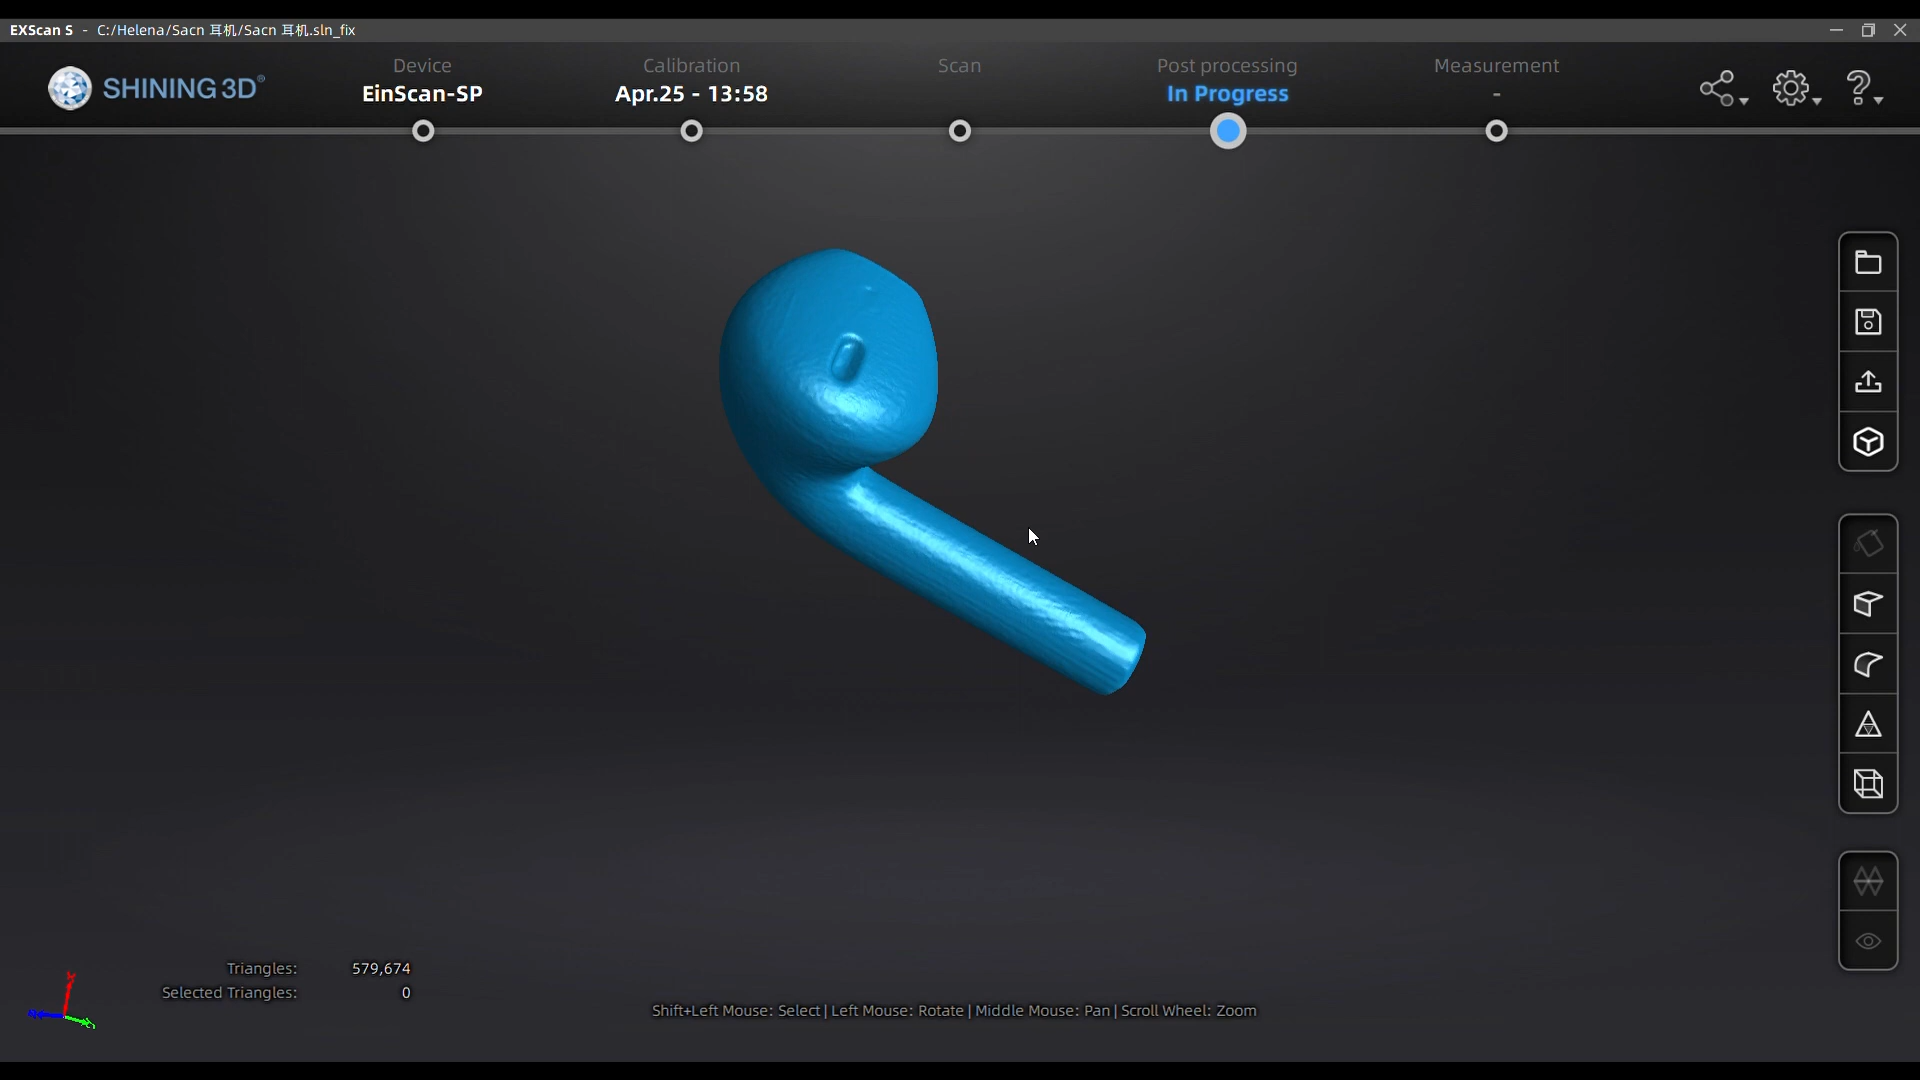 EXScan S - C:/Helena/Sacn 耳机/Sacn 耳机.sln_fix
SHINING 3D®
Device
EinScan-SP
Calibration
Apr.25 - 13:58
Scan
Post processing
In Progress
Measurement
-
Triangles: 579,674
Selected Triangles: 0
Shift+Left Mouse: Select | Left Mouse: Rotate | Middle Mouse: Pan | Scroll Wheel: Zoom